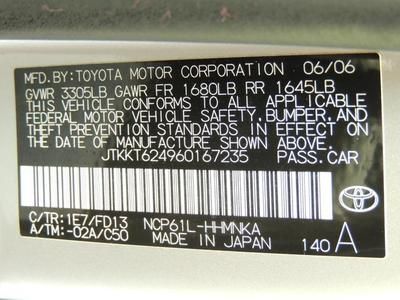 MFD.BY:TOYOTA MOTOR CORPORATION 06/06
GVWR 3305LB GAWR FR 1680LB RR 1645LB
THIS VEHICLE CONFORMS TO ALL APPLICABLE
FEDERAL MOTOR VEHICLE SAFETY, BUMPER, AND
THEFT PREVENTION STANDARDS IN EFFECT ON
THE DATE OF MANUFACTURE SHOWN ABOVE.
JTKKT624960167235 PASS.CAR
C/TR:1E7/FD13 NCP61L-HHMNKA
A/TM:-02A/C50 MADE IN JAPAN 140 A
TOYOTA